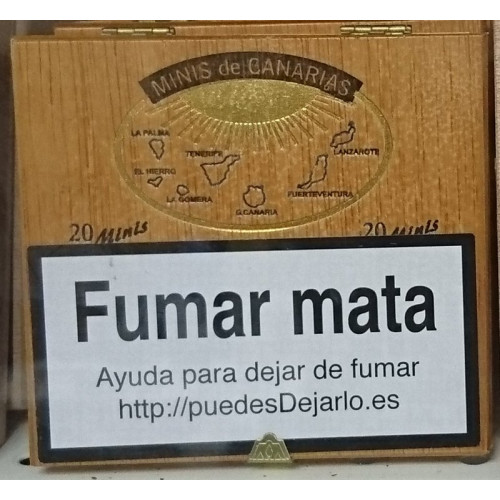 MINIS de CANARIAS
LA PALMA
TENERIFE
LANZAROTE
EL HIERRO
LA GOMERA
G.CANARIA
FUERTEVENTURA
20 Minis
20 Minis
Fumar mata
Ayuda para dejar de fumar
http://puedesDejarlo.es